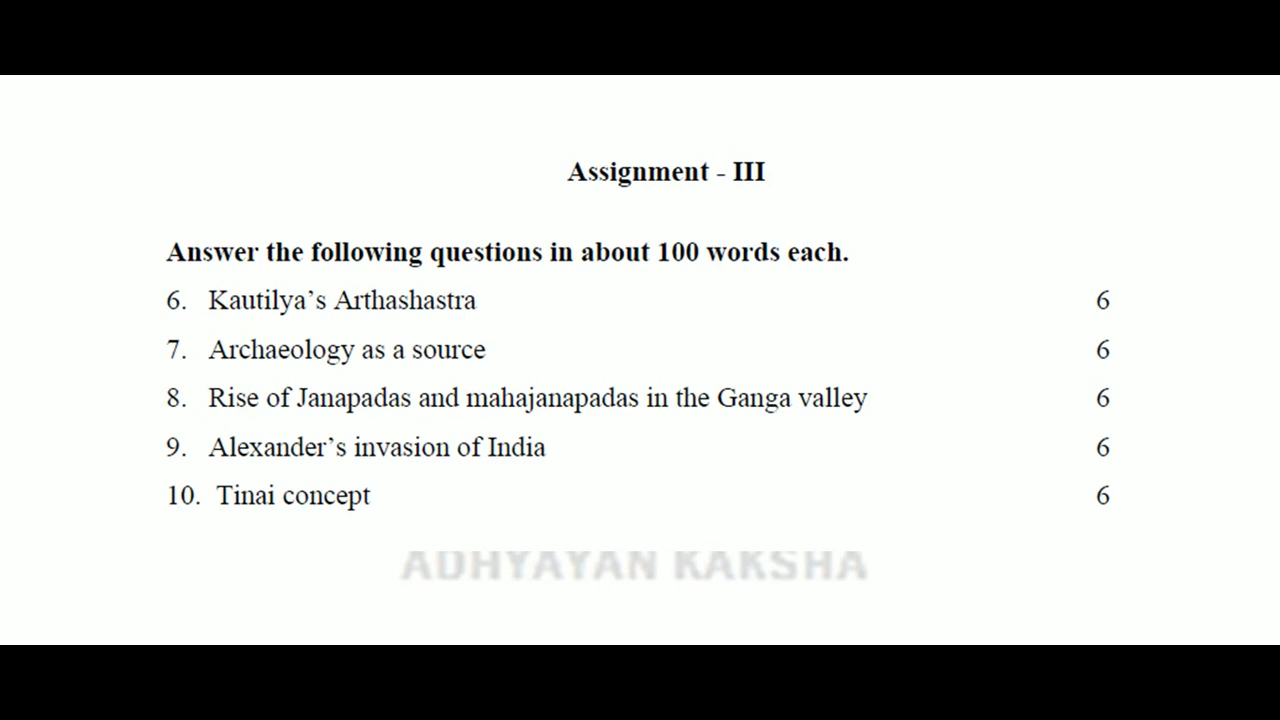 Assignment - III
Answer the following questions in about 100 words each.
6. Kautilya’s Arthashastra 6
7. Archaeology as a source 6
8. Rise of Janapadas and mahajanapadas in the Ganga valley 6
9. Alexander’s invasion of India 6
10. Tinai concept 6
ADHYAYAN KAKSHA